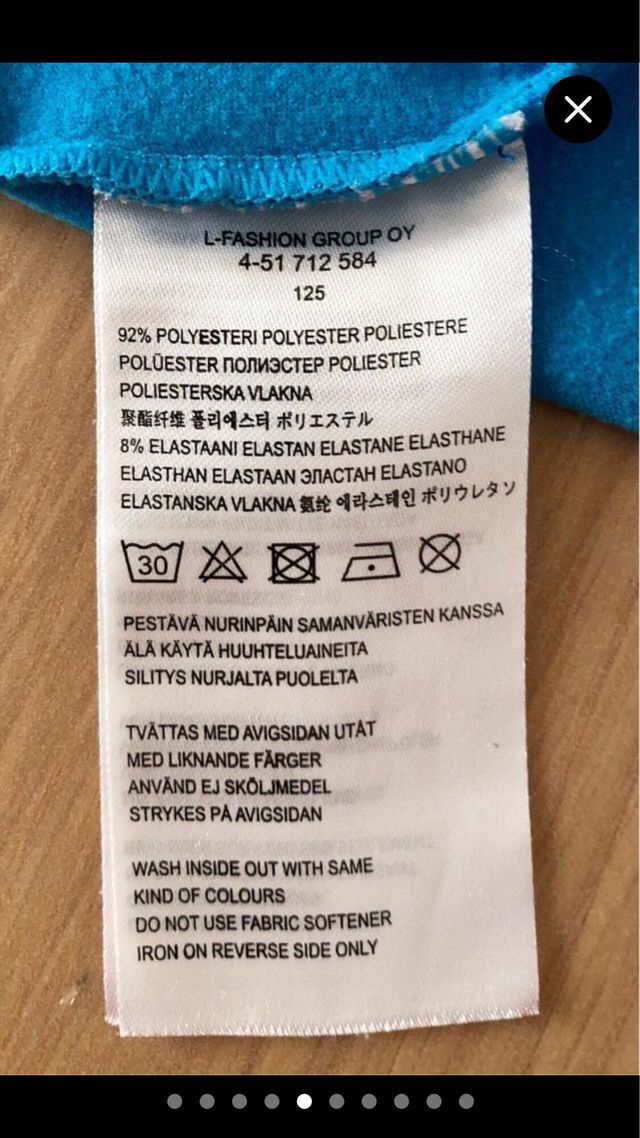 L-FASHION GROUP OY
4-51 712 584
125
92% POLYESTERI POLYESTER POLIESTERE
POLÜESTER ПОЛИЭСТЕР POLIESTER
POLIESTERSKA VLAKNA
聚酯纤维 폴리에스터 ポリエステル
8% ELASTAANI ELASTAN ELASTANE ELASTHANE
ELASTHAN ELASTAAN ЭЛАСТАН ELASTANO
ELASTANSKA VLAKNA 氨纶 에라스테인 ポリウレタン
30
PESTÄVÄ NURINPÄIN SAMANVÄRISTEN KANSSA
ÄLÄ KÄYTÄ HUUHTELUAINEITA
SILITYS NURJALTA PUOLELTA
TVÄTTAS MED AVIGSIDAN UTÅT
MED LIKNANDE FÄRGER
ANVÄND EJ SKÖLJMEDEL
STRYKES PÅ AVIGSIDAN
WASH INSIDE OUT WITH SAME
KIND OF COLOURS
DO NOT USE FABRIC SOFTENER
IRON ON REVERSE SIDE ONLY